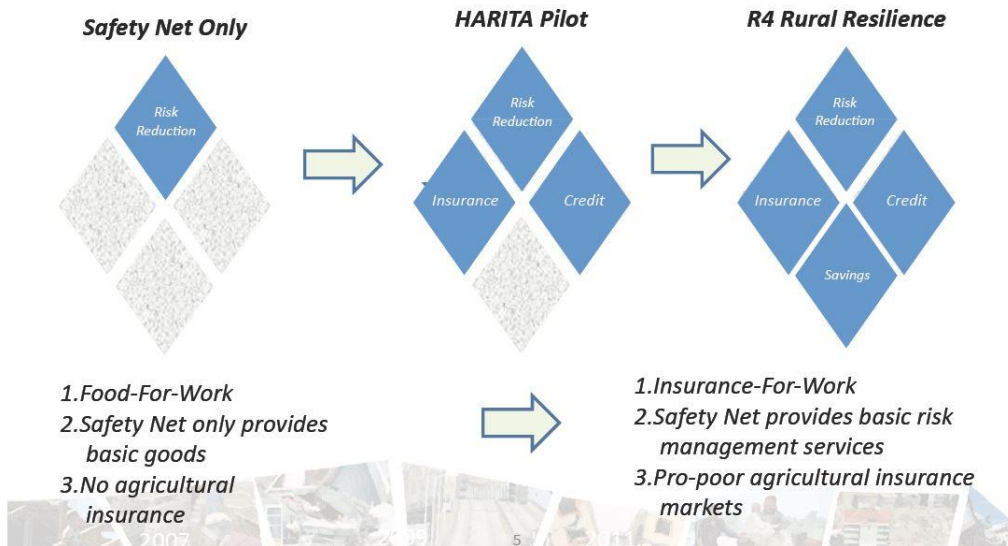 Safety Net Only
HARITA Pilot
R4 Rural Resilience
Risk
Reduction
Risk
Reduction
Insurance
Credit
Risk
Reduction
Insurance
Credit
Savings
1.Food-For-Work
2.Safety Net only provides
basic goods
3.No agricultural
insurance
1.Insurance-For-Work
2.Safety Net provides basic risk
management services
3.Pro-poor agricultural insurance
markets
2007
2009
5
2011